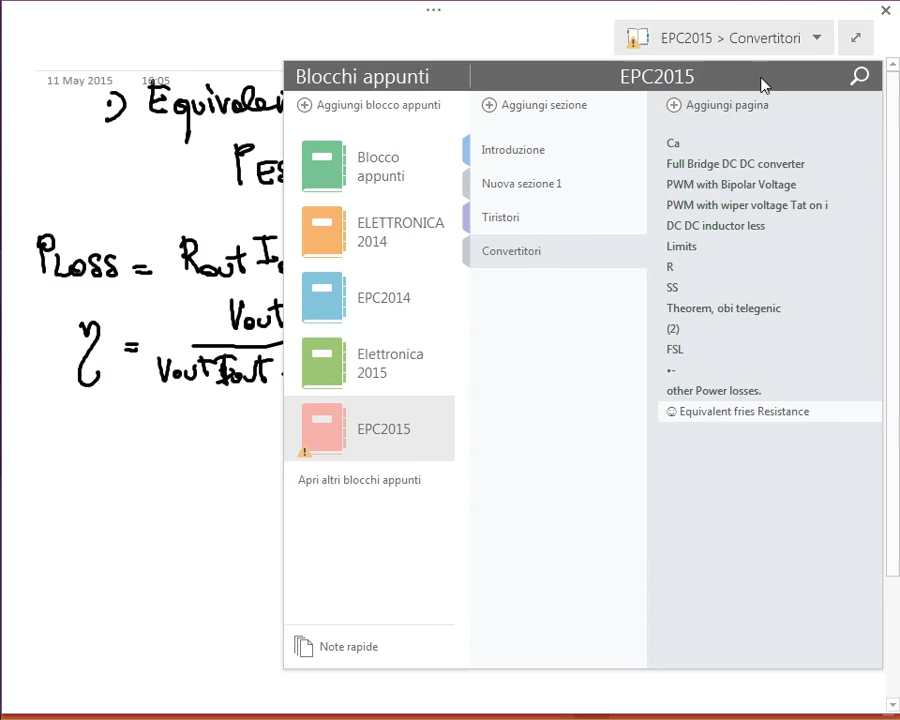 EPC2015 > Convertitori
11 May 2015 16:05
Blocchi appunti
EPC2015
Aggiungi blocco appunti
Aggiungi sezione
Aggiungi pagina
Blocco appunti
ELETTRONICA 2014
EPC2014
Elettronica 2015
EPC2015
Apri altri blocchi appunti
Note rapide
Introduzione
Nuova sezione 1
Tiristori
Convertitori
Ca
Full Bridge DC DC converter
PWM with Bipolar Voltage
PWM with wiper voltage Tat on i
DC DC inductor less
Limits
R
SS
Theorem, obi telegenic
(2)
FSL
•-
other Power losses.
☺ Equivalent fries Resistance
PLOSS = Rout
η = Vout
Vout Iout